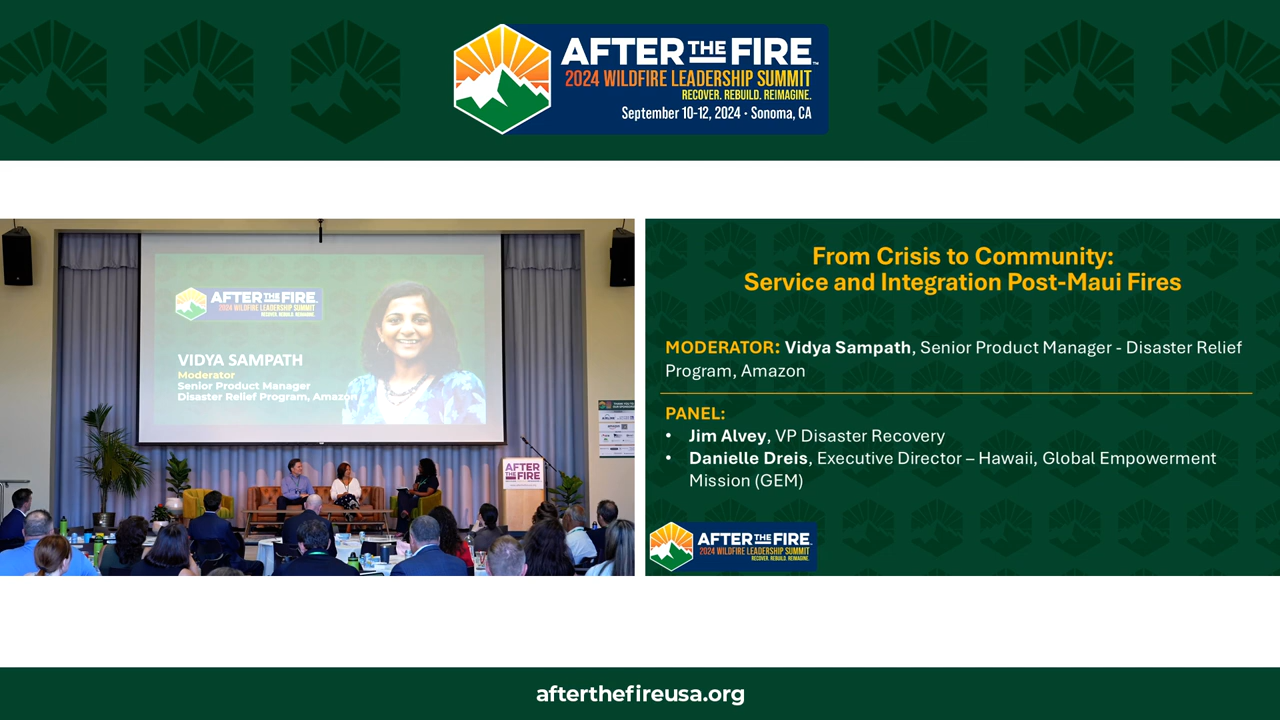 AFTER THE FIRE™
2024 WILDFIRE LEADERSHIP SUMMIT
RECOVER. REBUILD. REIMAGINE.
September 10-12, 2024 · Sonoma, CA
AFTER THE FIRE
2024 WILDFIRE LEADERSHIP SUMMIT
RECOVER. REBUILD. REIMAGINE.
VIDYA SAMPATH
Moderator
Senior Product Manager
Disaster Relief Program, Amazon
AFTER
THE FIRE
From Crisis to Community:
Service and Integration Post-Maui Fires
MODERATOR: Vidya Sampath, Senior Product Manager - Disaster Relief
Program, Amazon
PANEL:
• Jim Alvey, VP Disaster Recovery
• Danielle Dreis, Executive Director – Hawaii, Global Empowerment
Mission (GEM)
AFTER THE FIRE
2024 WILDFIRE LEADERSHIP SUMMIT
RECOVER. REBUILD. REIMAGINE.
afterthefireusa.org